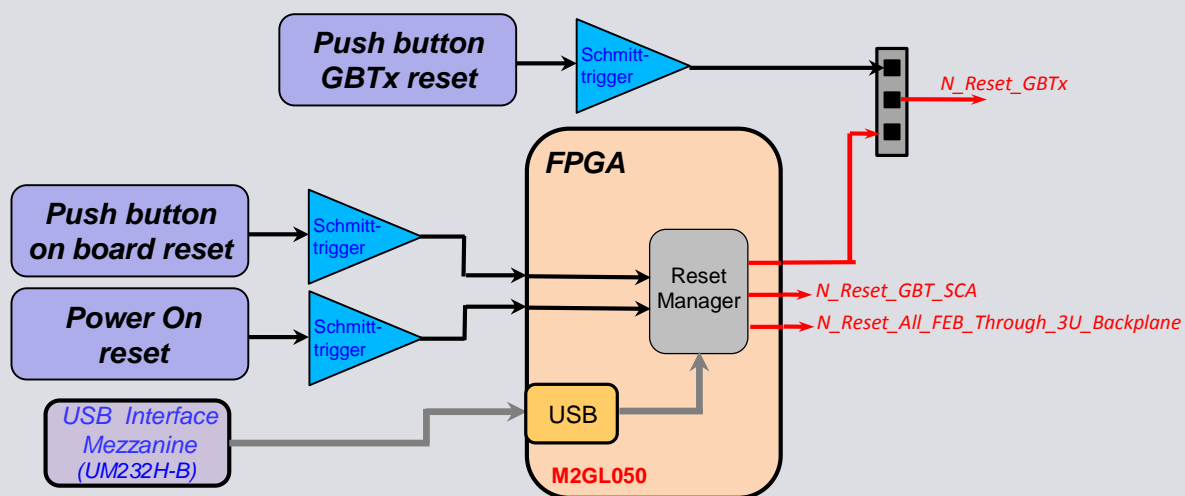 Push button
GBTx reset
Schmitt-
trigger
N_Reset_GBTx
FPGA
Push button
on board reset
Schmitt-
trigger
Reset
Manager
N_Reset_GBT_SCA
N_Reset_All_FEB_Through_3U_Backplane
Power On
reset
Schmitt-
trigger
USB Interface
Mezzanine
(UM232H-B)
USB
M2GL050